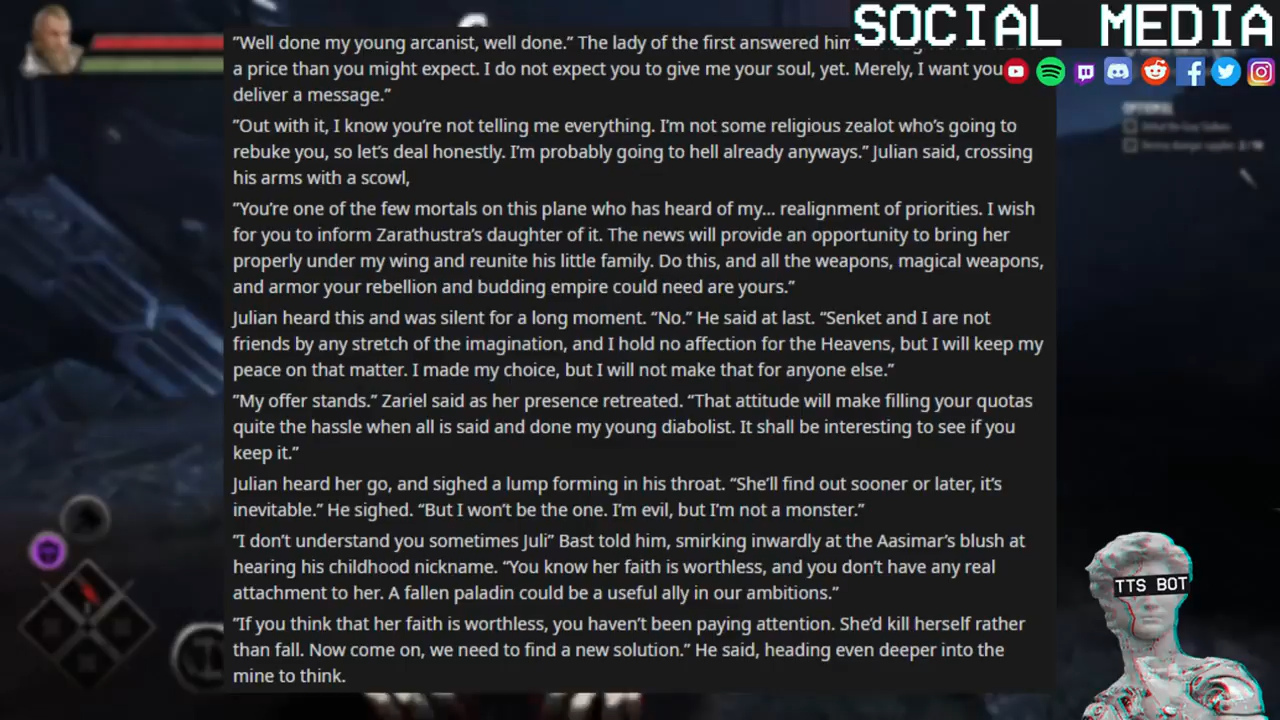 SOCIAL MEDIA
”Well done my young arcanist, well done.” The lady of the first answered him
a price than you might expect. I do not expect you to give me your soul, yet. Merely, I want you
deliver a message.”
”Out with it, I know you’re not telling me everything. I’m not some religious zealot who’s going to
rebuke you, so let’s deal honestly. I’m probably going to hell already anyways.” Julian said, crossing
his arms with a scowl,
”You’re one of the few mortals on this plane who has heard of my... realignment of priorities. I wish
for you to inform Zarathustra’s daughter of it. The news will provide an opportunity to bring her
properly under my wing and reunite his little family. Do this, and all the weapons, magical weapons,
and armor your rebellion and budding empire could need are yours.”
Julian heard this and was silent for a long moment. “No.” He said at last. “Senket and I are not
friends by any stretch of the imagination, and I hold no affection for the Heavens, but I will keep my
peace on that matter. I made my choice, but I will not make that for anyone else.”
”My offer stands.” Zariel said as her presence retreated. “That attitude will make filling your quotas
quite the hassle when all is said and done my young diabolist. It shall be interesting to see if you
keep it.”
Julian heard her go, and sighed a lump forming in his throat. “She’ll find out sooner or later, it’s
inevitable.” He sighed. “But I won’t be the one. I’m evil, but I’m not a monster.”
”I don’t understand you sometimes Juli” Bast told him, smirking inwardly at the Aasimar’s blush at
hearing his childhood nickname. “You know her faith is worthless, and you don’t have any real
attachment to her. A fallen paladin could be a useful ally in our ambitions.”
”If you think that her faith is worthless, you haven’t been paying attention. She’d kill herself rather
than fall. Now come on, we need to find a new solution.” He said, heading even deeper into the
mine to think.
TTS BOT